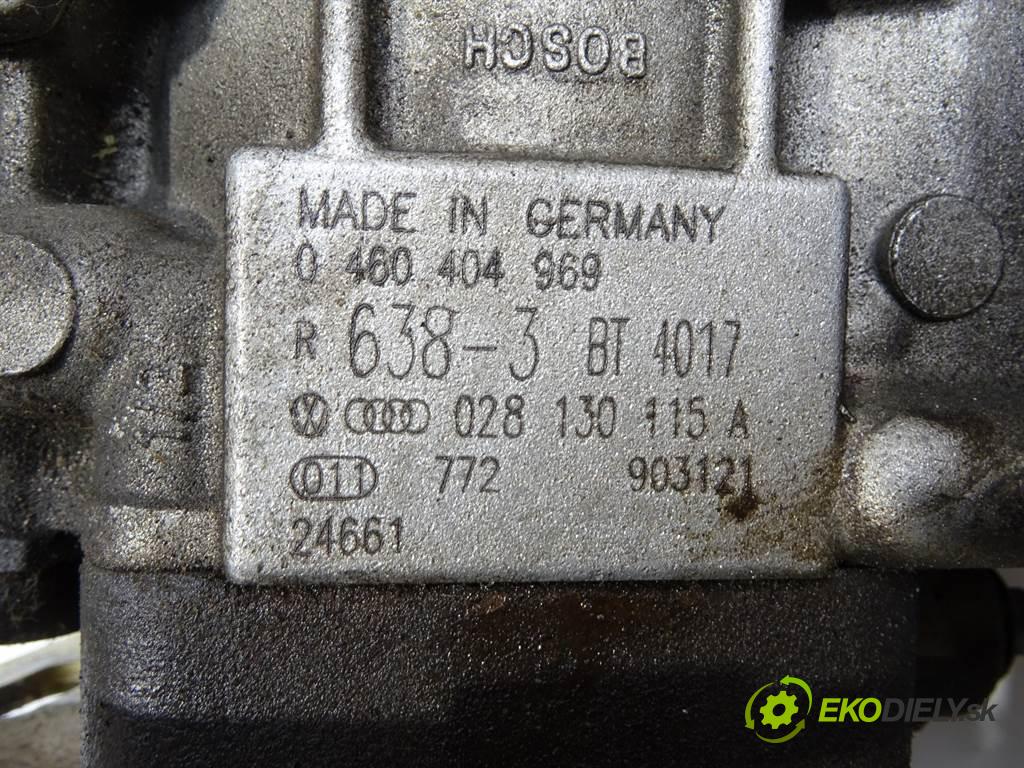 BOSCH
MADE IN GERMANY
0 460 404 969
R 638-3 BT 4017
028 130 115 A
011 772 903121
24661
EKODIELY.sk